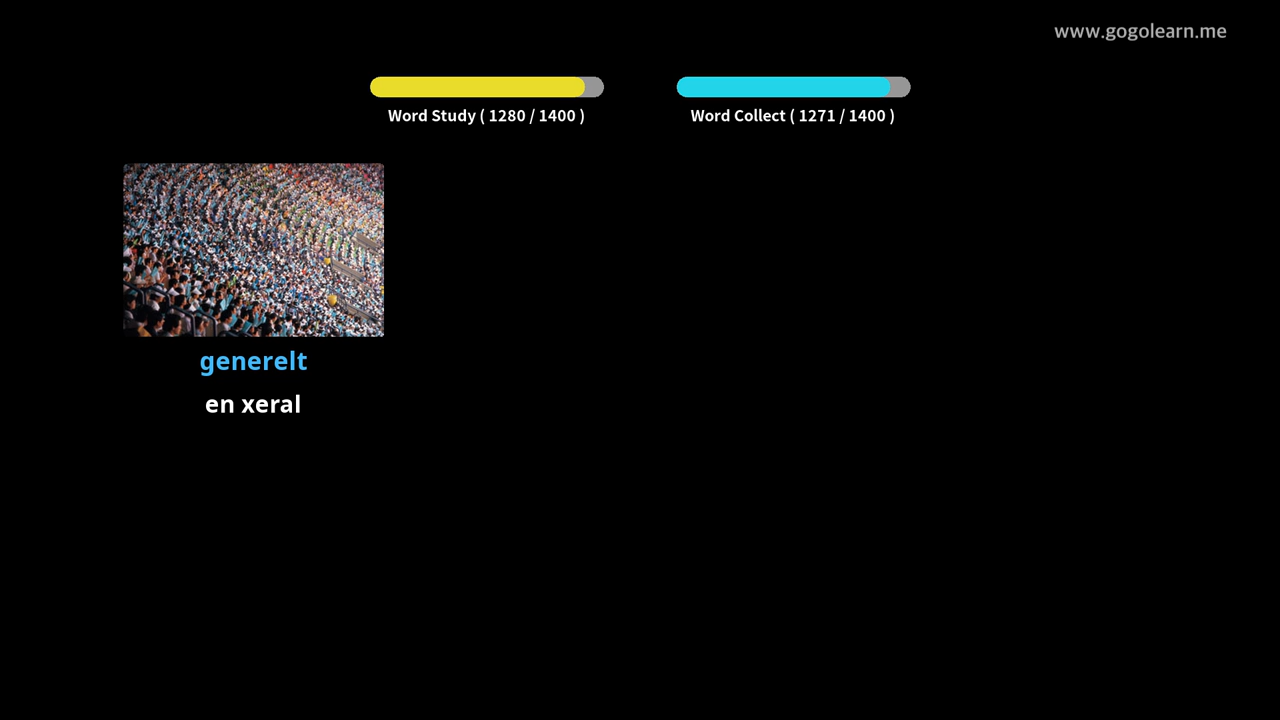 www.gogolearn.me
Word Study ( 1280 / 1400 )
Word Collect ( 1271 / 1400 )
generelt
en xeral